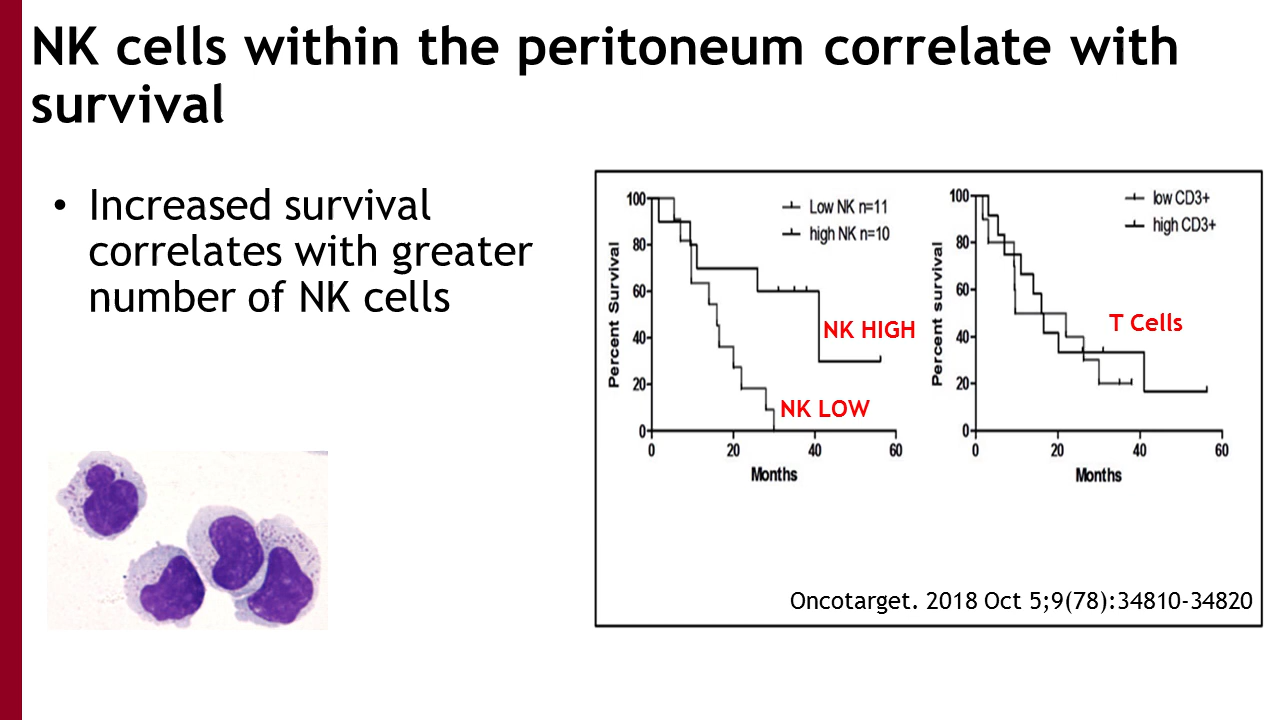 NK cells within the peritoneum correlate with
survival
• Increased survival
correlates with greater
number of NK cells
Percent Survival
100
80
60
40
20
0
0 20 40 60
Months
Low NK n=11
high NK n=10
NK HIGH
NK LOW
Percent survival
100
80
60
40
20
0
0 20 40 60
Months
low CD3+
high CD3+
T Cells
Oncotarget. 2018 Oct 5;9(78):34810-34820